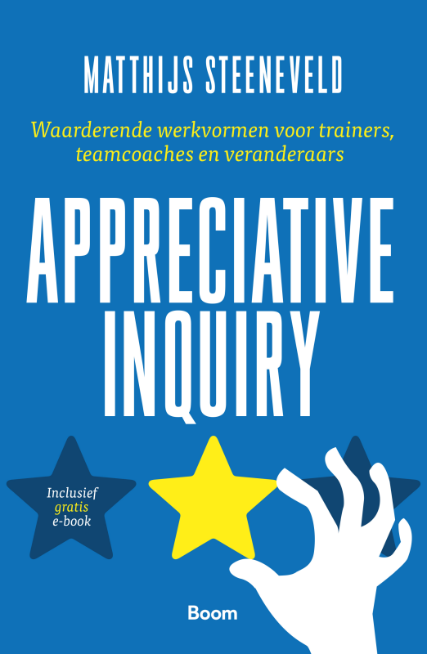 MATTHIJS STEENEVELD
Waarderende werkvormen voor trainers,
teamcoaches en veranderaars
APPRECIATIVE
INQUIRY
Inclusief
gratis
e-book
Boom